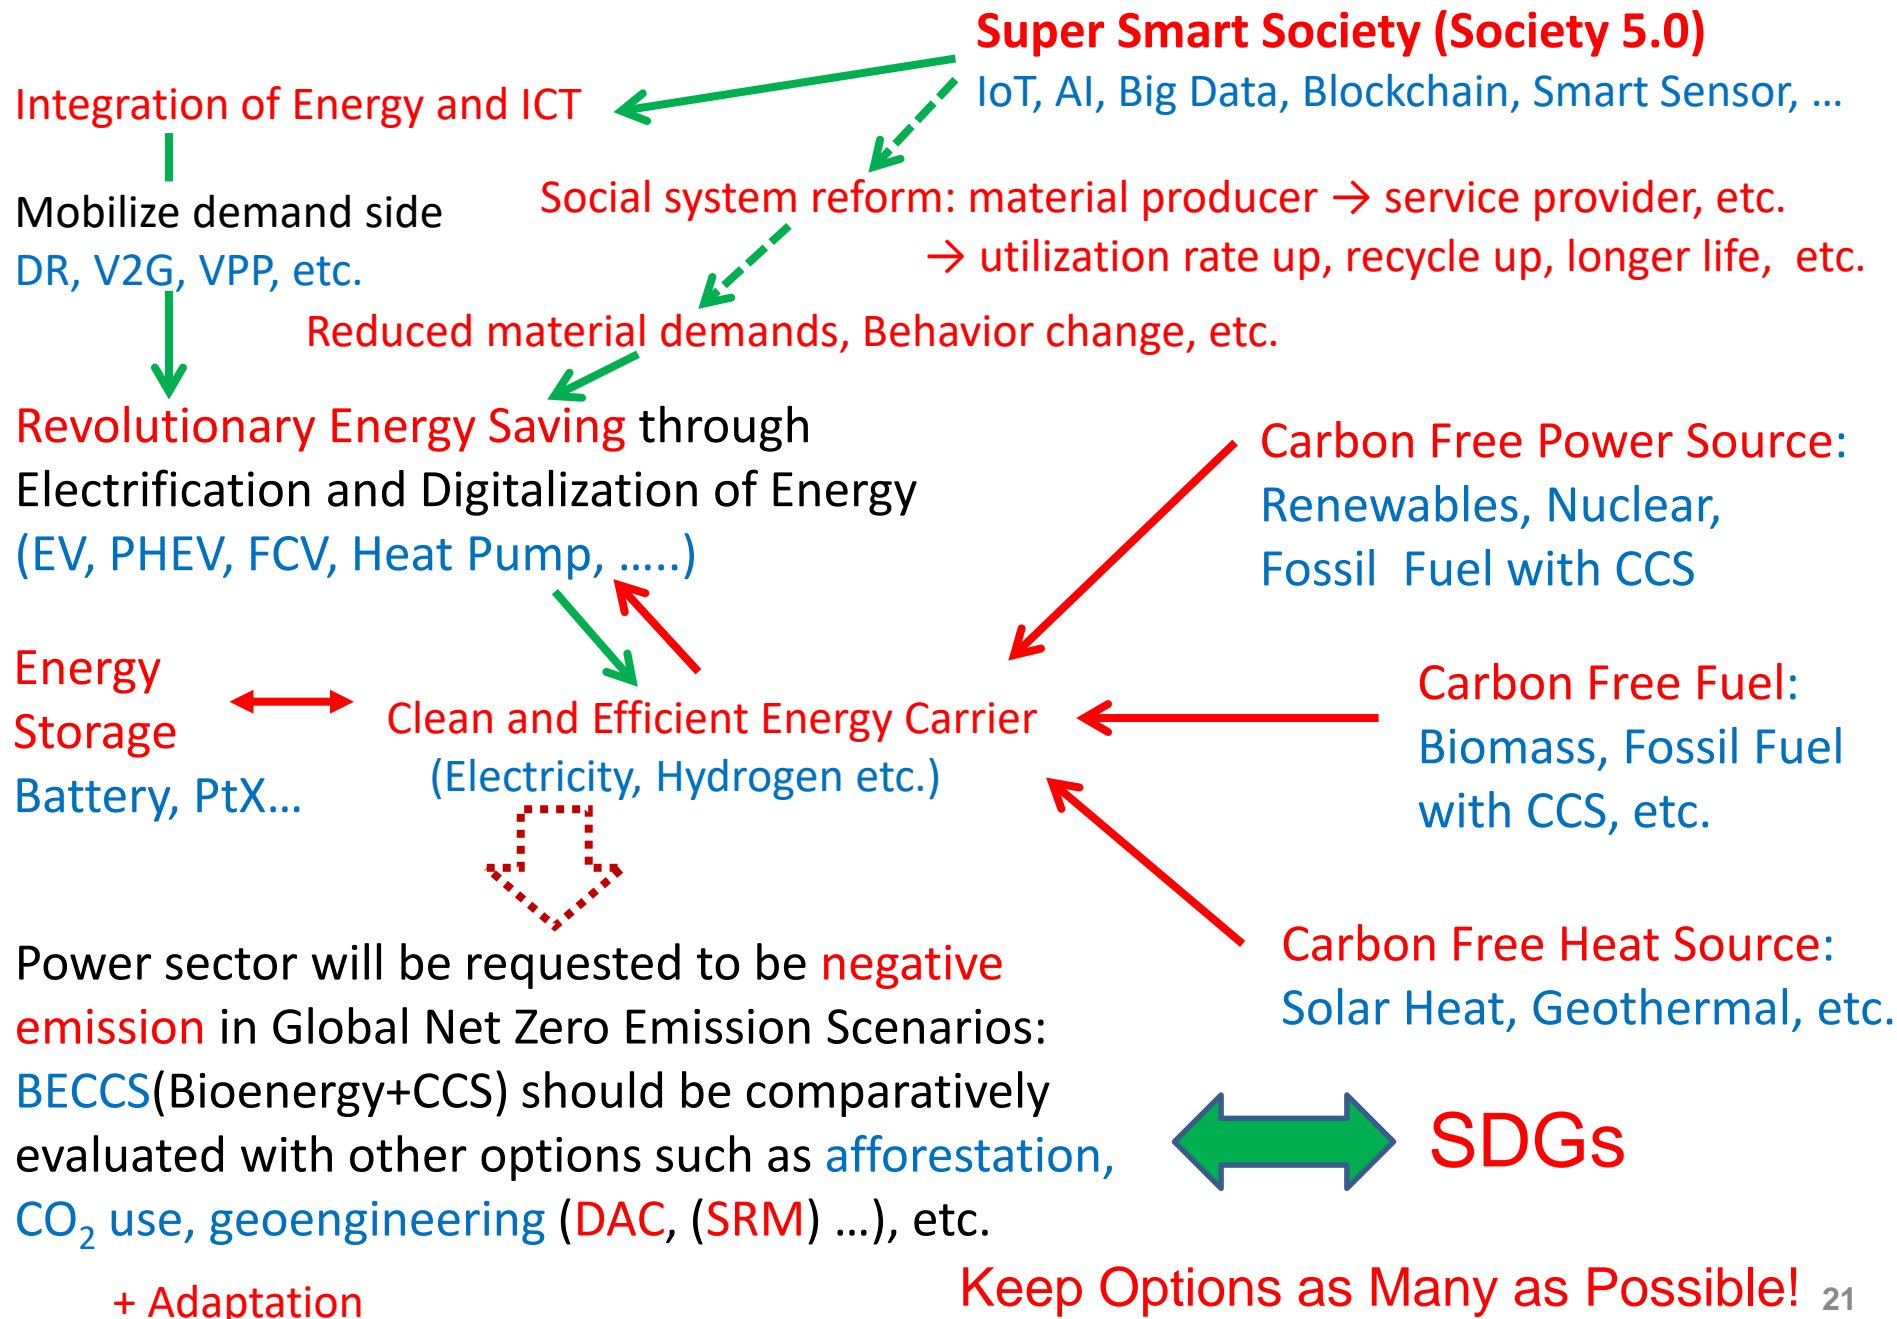 Super Smart Society (Society 5.0)
IoT, AI, Big Data, Blockchain, Smart Sensor, ...
Integration of Energy and ICT
Mobilize demand side
DR, V2G, VPP, etc.
Social system reform: material producer → service provider, etc.
→ utilization rate up, recycle up, longer life, etc.
Reduced material demands, Behavior change, etc.
Revolutionary Energy Saving through
Electrification and Digitalization of Energy
(EV, PHEV, FCV, Heat Pump, .....)
Carbon Free Power Source:
Renewables, Nuclear,
Fossil Fuel with CCS
Energy
Storage
Battery, PtX...
Clean and Efficient Energy Carrier
(Electricity, Hydrogen etc.)
Carbon Free Fuel:
Biomass, Fossil Fuel
with CCS, etc.
Carbon Free Heat Source:
Solar Heat, Geothermal, etc.
Power sector will be requested to be negative
emission in Global Net Zero Emission Scenarios:
BECCS(Bioenergy+CCS) should be comparatively
evaluated with other options such as afforestation,
CO₂ use, geoengineering (DAC, (SRM) ...), etc.
SDGs
+ Adaptation
Keep Options as Many as Possible!
21